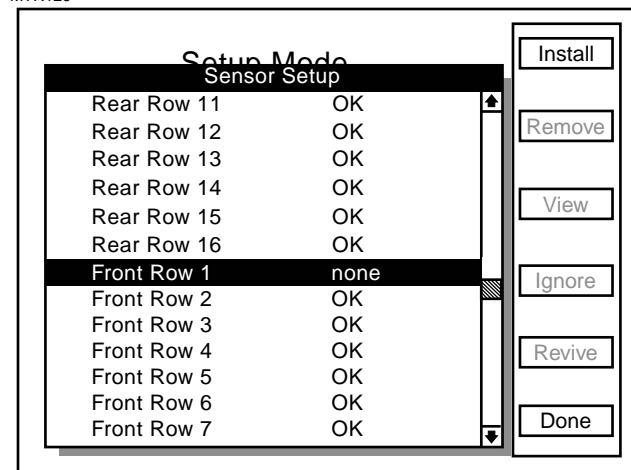 Setup Mode
Sensor Setup
Rear Row 11 OK
Rear Row 12 OK
Rear Row 13 OK
Rear Row 14 OK
Rear Row 15 OK
Rear Row 16 OK
Front Row 1 none
Front Row 2 OK
Front Row 3 OK
Front Row 4 OK
Front Row 5 OK
Front Row 6 OK
Front Row 7 OK
Install
Remove
View
Ignore
Revive
Done